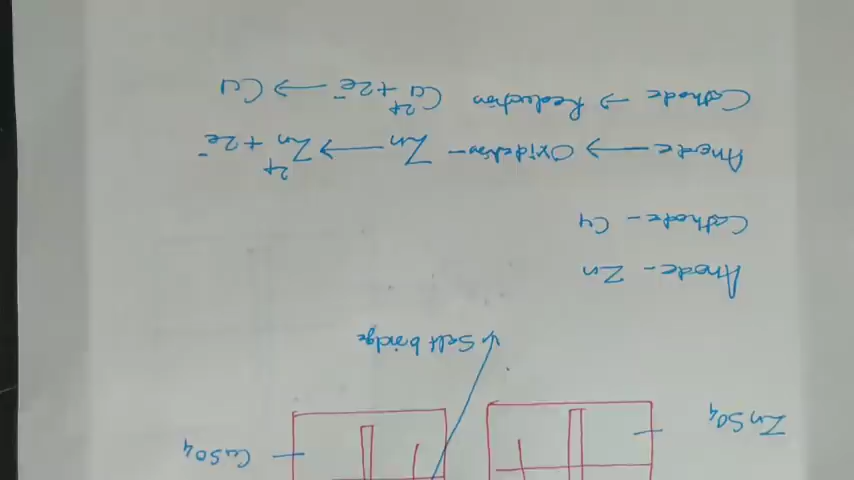 ZnSO₄
CuSO₄
Salt bridge
Anode - Zn
Cathode - Cu
Anode → Oxidation - Zn → Zn²⁺ + 2e⁻
Cathode → Reduction Cu²⁺ + 2e⁻ → Cu